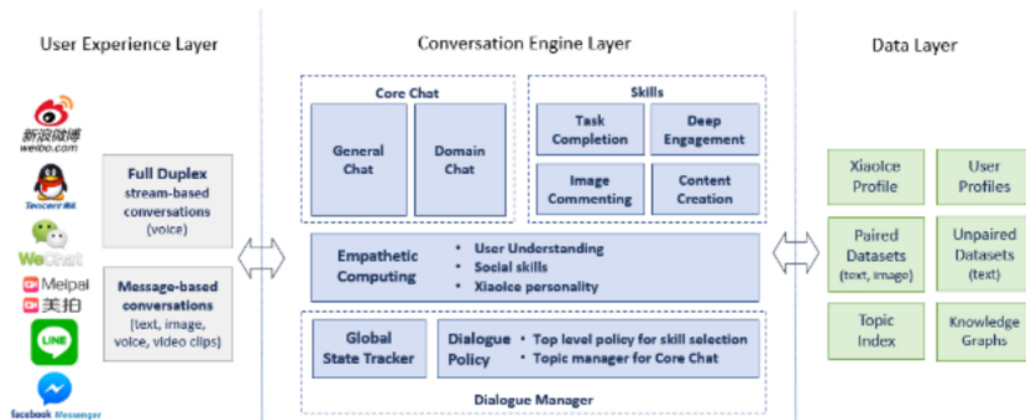 User Experience Layer
Conversation Engine Layer
Data Layer
新浪微博
weibo.com
Tencent
WeChat
Meipai
美拍
LINE
facebook Messenger
Full Duplex
stream-based
conversations
(voice)
Message-based
conversations
(text, image,
voice, video clips)
Core Chat
General
Chat
Domain
Chat
Skills
Task
Completion
Deep
Engagement
Image
Commenting
Content
Creation
Empathetic
Computing
• User Understanding
• Social skills
• XiaoIce personality
Global
State Tracker
Dialogue
Policy
• Top level policy for skill selection
• Topic manager for Core Chat
Dialogue Manager
XiaoIce
Profile
User
Profiles
Paired
Datasets
(text, image)
Unpaired
Datasets
(text)
Topic
Index
Knowledge
Graphs